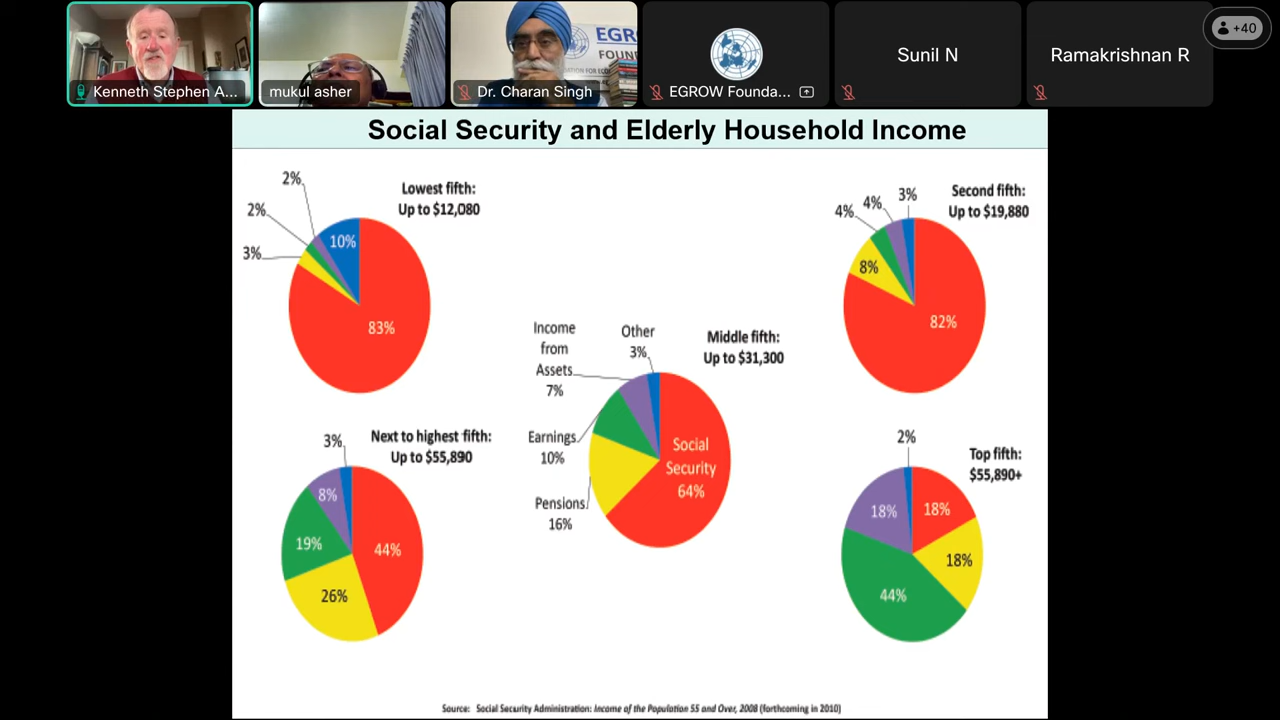 Kenneth Stephen A...
mukul asher
EGR
FOUN
Dr. Charan Singh
EGROW Founda...
Sunil N
Ramakrishnan R
+40
Social Security and Elderly Household Income
2%
2%
3%
10%
83%
Lowest fifth:
Up to $12,080
4%
4%
3%
8%
82%
Second fifth:
Up to $19,880
Income
from
Assets
7%
Other
3%
Middle fifth:
Up to $31,300
Earnings
10%
Pensions
16%
Social
Security
64%
3%
Next to highest fifth:
Up to $55,890
8%
19%
44%
26%
2%
Top fifth:
$55,890+
18%
18%
18%
44%
Source: Social Security Administration: Income of the Population 55 and Over, 2008 (forthcoming in 2010)